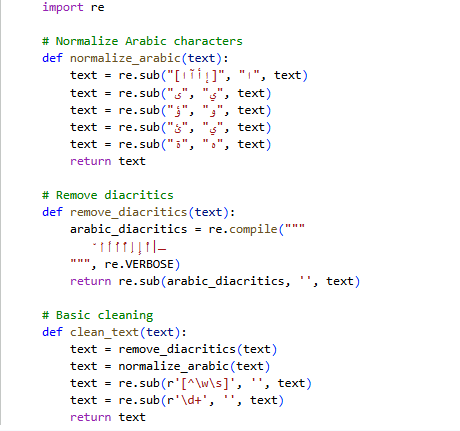 import re
# Normalize Arabic characters
def normalize_arabic(text):
text = re.sub("[إأآا]", "ا", text)
text = re.sub("ى", "ي", text)
text = re.sub("ؤ", "و", text)
text = re.sub("ئ", "ي", text)
text = re.sub("ة", "ه", text)
return text
# Remove diacritics
def remove_diacritics(text):
arabic_diacritics = re.compile("""
""", re.VERBOSE)
return re.sub(arabic_diacritics, '', text)
# Basic cleaning
def clean_text(text):
text = remove_diacritics(text)
text = normalize_arabic(text)
text = re.sub(r'[^\w\s]', '', text)
text = re.sub(r'\d+', '', text)
return text